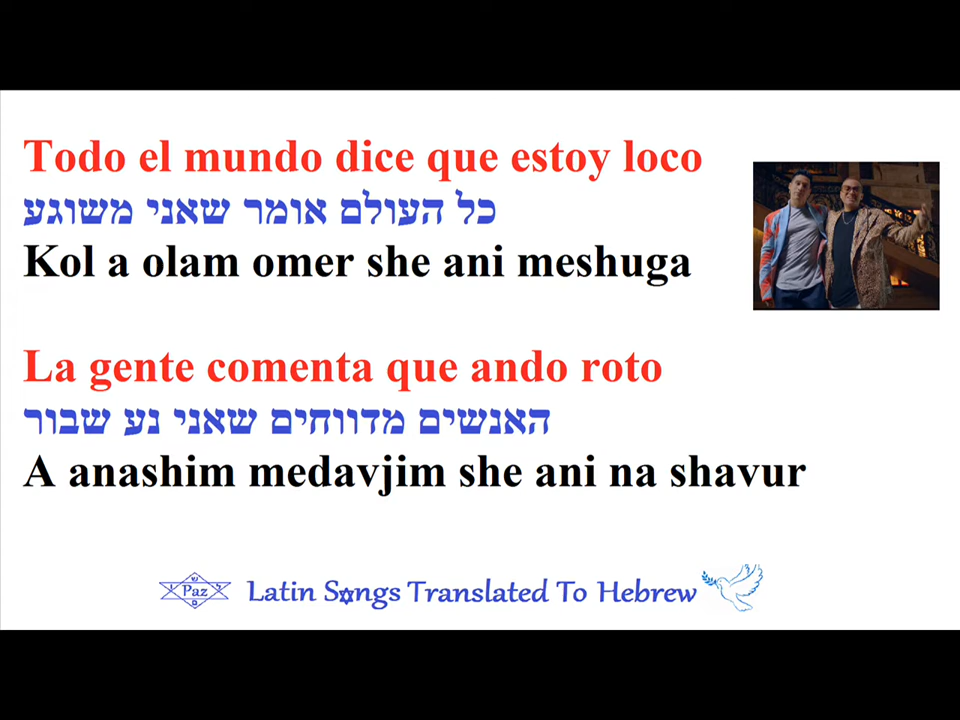 Todo el mundo dice que estoy loco
כל העולם אומר שאני משוגע
Kol a olam omer she ani meshuga
La gente comenta que ando roto
האנשים מדווחים שאני נע שבור
A anashim medavjim she ani na shavur
Paz
Latin Songs Translated To Hebrew